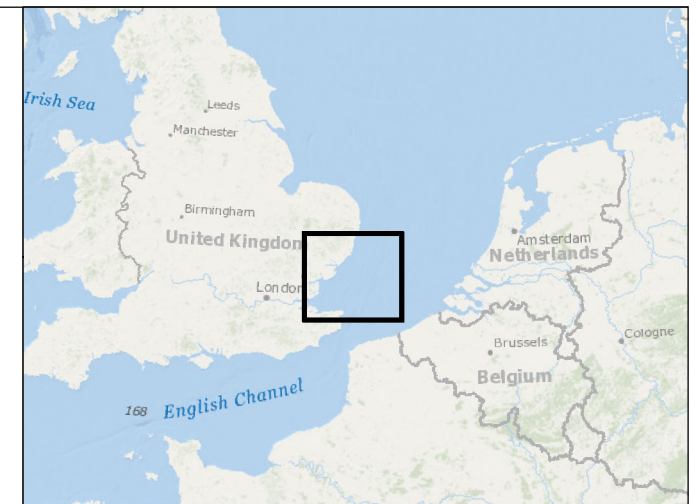 Irish Sea
Leeds
Manchester
Birmingham
United Kingdom
Amsterdam
Netherlands
London
Cologne
Brussels
Belgium
168
English Channel